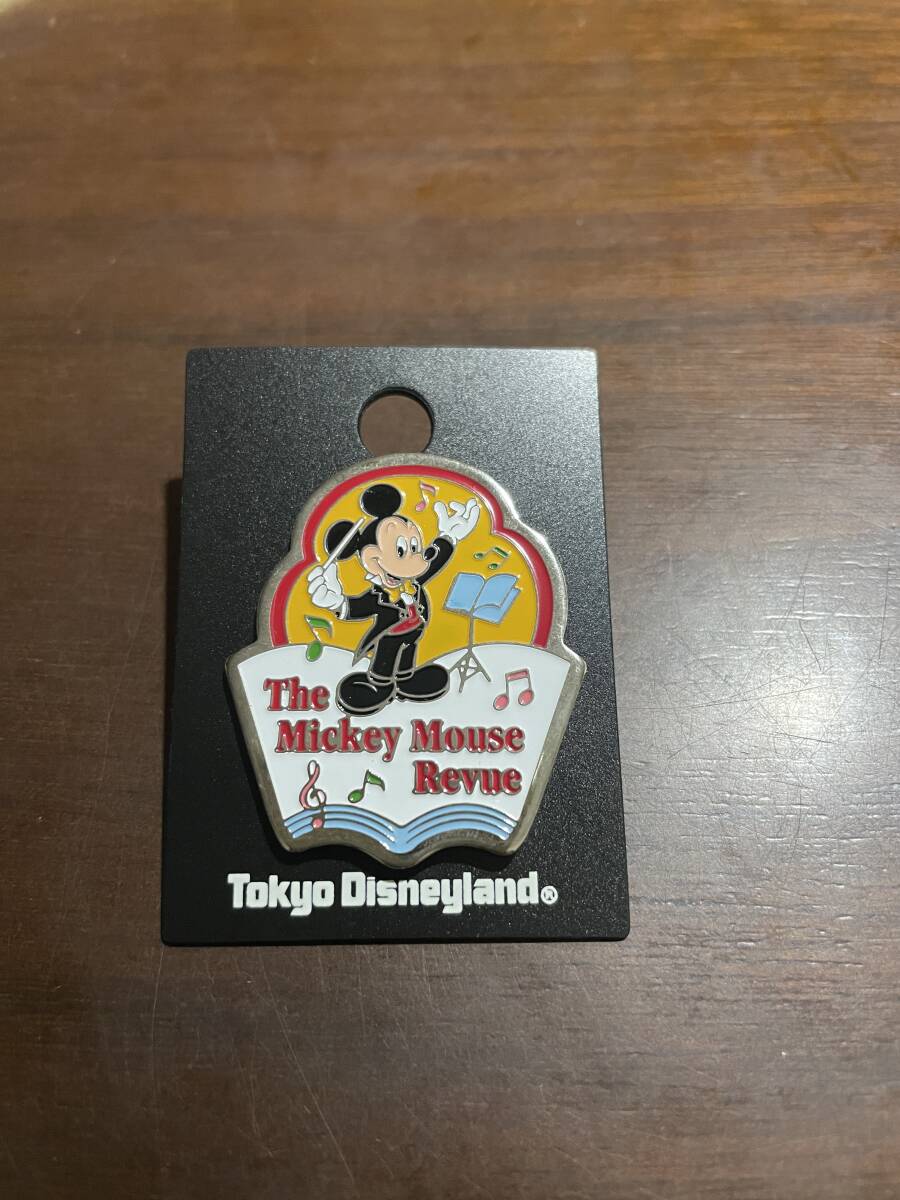 The
Mickey Mouse
Revue
Tokyo Disneyland®